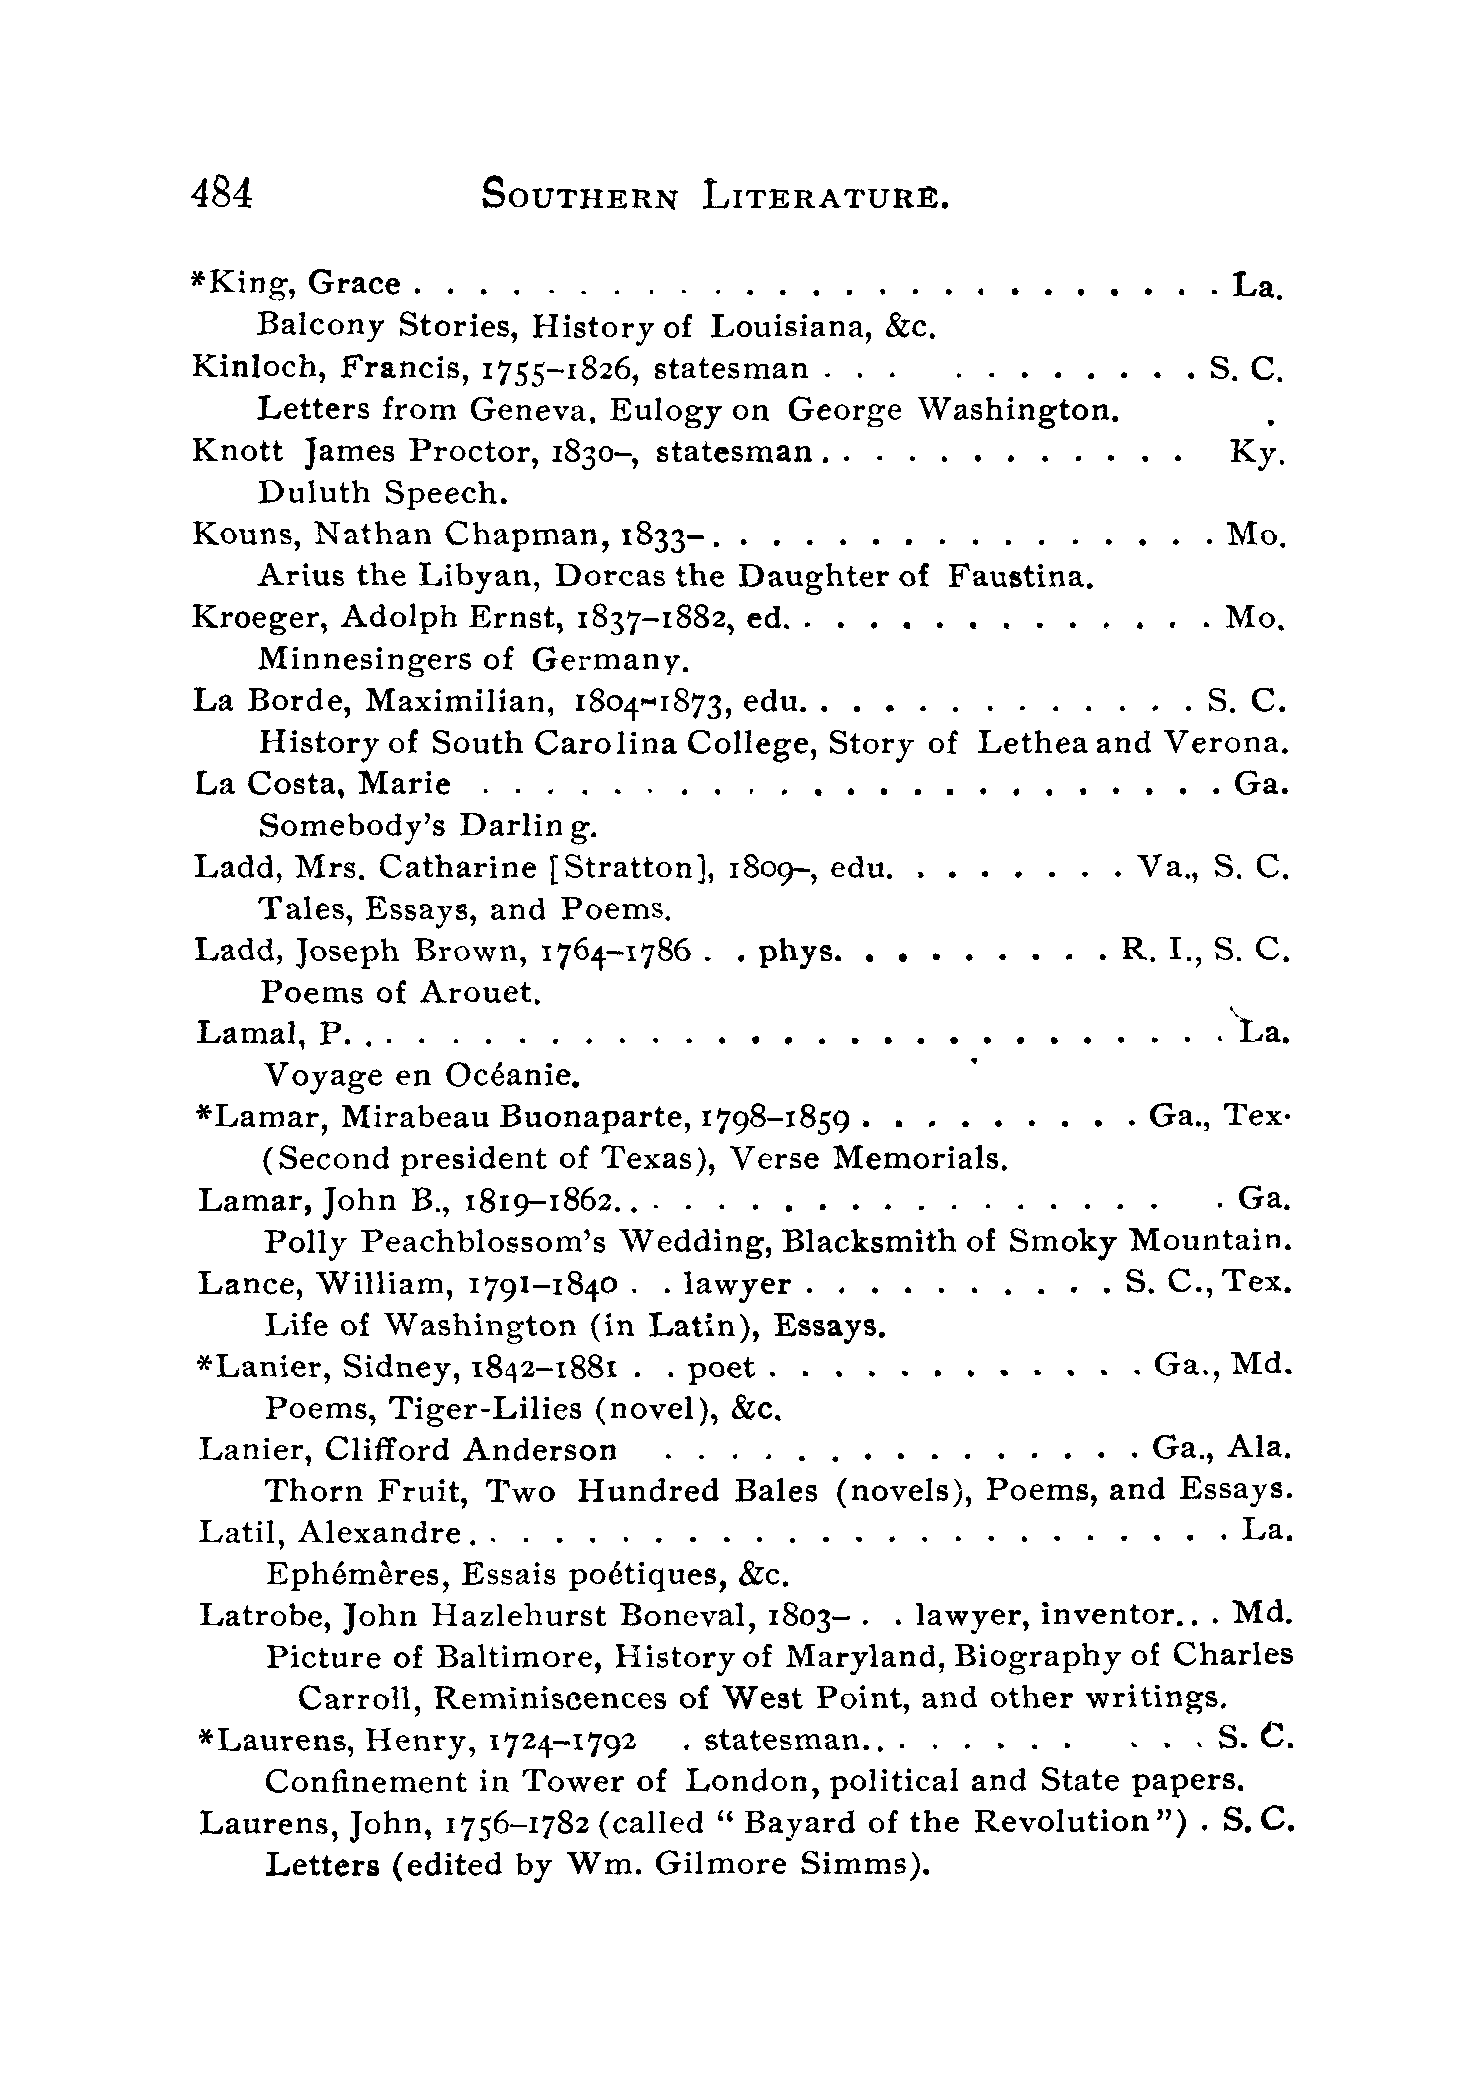 484 SOUTHERN LITERATURE.
*King, Grace . . . . . . . . . . . . . . . . . . . . . . . . . La.
Balcony Stories, History of Louisiana, &c.
Kinloch, Francis, 1755–1826, statesman . . . . . . . . . . . S. C.
Letters from Geneva, Eulogy on George Washington.
Knott James Proctor, 1830–, statesman . . . . . . . . . . . . Ky.
Duluth Speech.
Kouns, Nathan Chapman, 1833– . . . . . . . . . . . . . . . . Mo.
Arius the Libyan, Dorcas the Daughter of Faustina.
Kroeger, Adolph Ernst, 1837–1882, ed. . . . . . . . . . . . . . Mo.
Minnesingers of Germany.
La Borde, Maximilian, 1804–1873, edu. . . . . . . . . . . . . S. C.
History of South Carolina College, Story of Lethea and Verona.
La Costa, Marie . . . . . . . . . . . . . . . . . . . . . . . Ga.
Somebody's Darling.
Ladd, Mrs. Catharine [Stratton], 1809–, edu. . . . . . . . Va., S. C.
Tales, Essays, and Poems.
Ladd, Joseph Brown, 1764–1786 . . phys. . . . . . . . . R. I., S. C.
Poems of Arouet.
Lamal, P. . . . . . . . . . . . . . . . . . . . . . . . . . . . La.
Voyage en Océanie.
*Lamar, Mirabeau Buonaparte, 1798–1859 . . . . . . . . . Ga., Tex.
(Second president of Texas), Verse Memorials.
Lamar, John B., 1819–1862. . . . . . . . . . . . . . . . . . . Ga.
Polly Peachblossom's Wedding, Blacksmith of Smoky Mountain.
Lance, William, 1791–1840 . . lawyer . . . . . . . . . . S. C., Tex.
Life of Washington (in Latin), Essays.
*Lanier, Sidney, 1842–1881 . . poet . . . . . . . . . . . . Ga., Md.
Poems, Tiger-Lilies (novel), &c.
Lanier, Clifford Anderson . . . . . . . . . . . . . . . Ga., Ala.
Thorn Fruit, Two Hundred Bales (novels), Poems, and Essays.
Latil, Alexandre . . . . . . . . . . . . . . . . . . . . . . . . La.
Ephémères, Essais poétiques, &c.
Latrobe, John Hazlehurst Boneval, 1803– . . lawyer, inventor. . . Md.
Picture of Baltimore, History of Maryland, Biography of Charles
Carroll, Reminiscences of West Point, and other writings.
*Laurens, Henry, 1724–1792 . statesman. . . . . . . . . . . S. C.
Confinement in Tower of London, political and State papers.
Laurens, John, 1756–1782 (called “ Bayard of the Revolution ”) . S. C.
Letters (edited by Wm. Gilmore Simms).